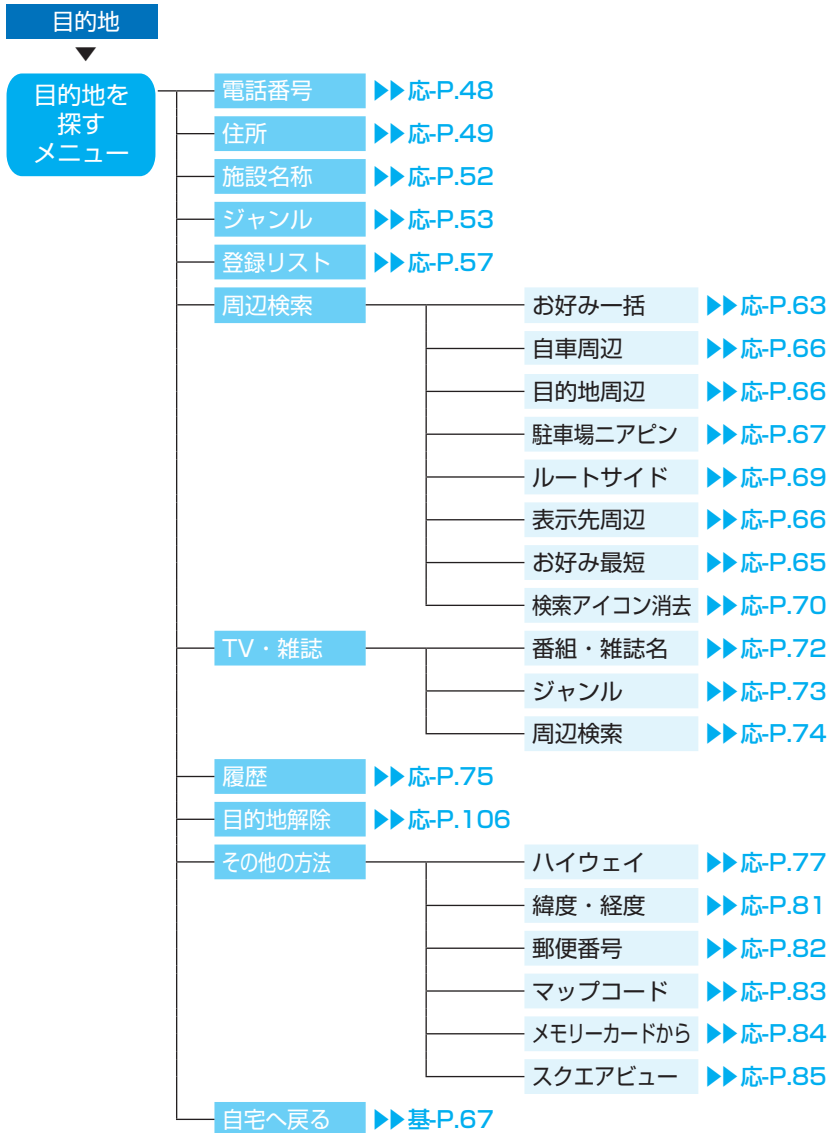 目的地
▼
目的地を
探す
メニュー
電話番号 ▶▶応-P.48
住所 ▶▶応-P.49
施設名称 ▶▶応-P.52
ジャンル ▶▶応-P.53
登録リスト ▶▶応-P.57
周辺検索
お好み一括 ▶▶応-P.63
自車周辺 ▶▶応-P.66
目的地周辺 ▶▶応-P.66
駐車場ニアピン ▶▶応-P.67
ルートサイド ▶▶応-P.69
表示先周辺 ▶▶応-P.66
お好み最短 ▶▶応-P.65
検索アイコン消去 ▶▶応-P.70
TV・雑誌
番組・雑誌名 ▶▶応-P.72
ジャンル ▶▶応-P.73
周辺検索 ▶▶応-P.74
履歴 ▶▶応-P.75
目的地解除 ▶▶応-P.106
その他の方法
ハイウェイ ▶▶応-P.77
緯度・経度 ▶▶応-P.81
郵便番号 ▶▶応-P.82
マップコード ▶▶応-P.83
メモリーカードから ▶▶応-P.84
スクエアビュー ▶▶応-P.85
自宅へ戻る ▶▶基-P.67